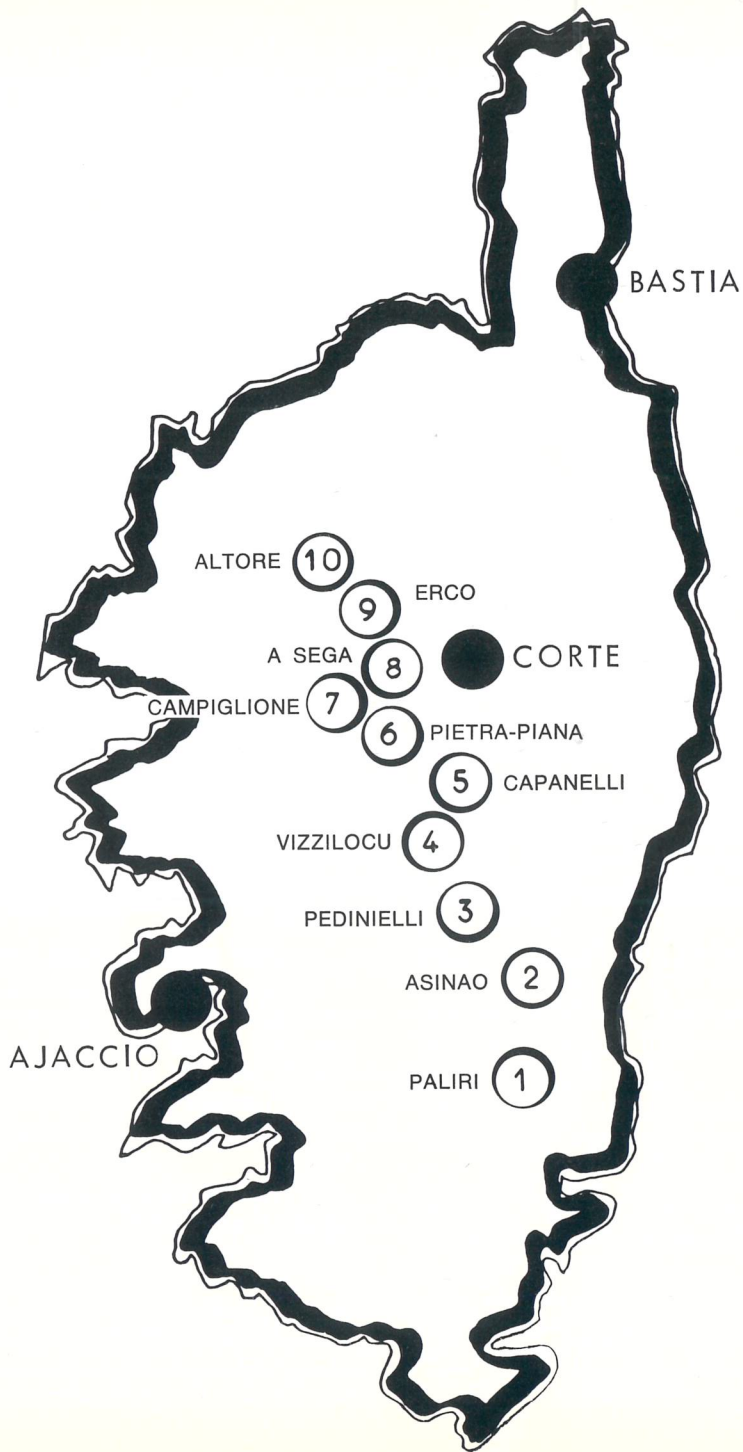 BASTIA
ALTORE 10
9 ERCO
A SEGA 8
CORTE
CAMPIGLIONE 7
6 PIETRA-PIANA
5 CAPANELLI
VIZZILOCU 4
PEDINIELLI 3
ASINAO 2
AJACCIO
PALIRI 1